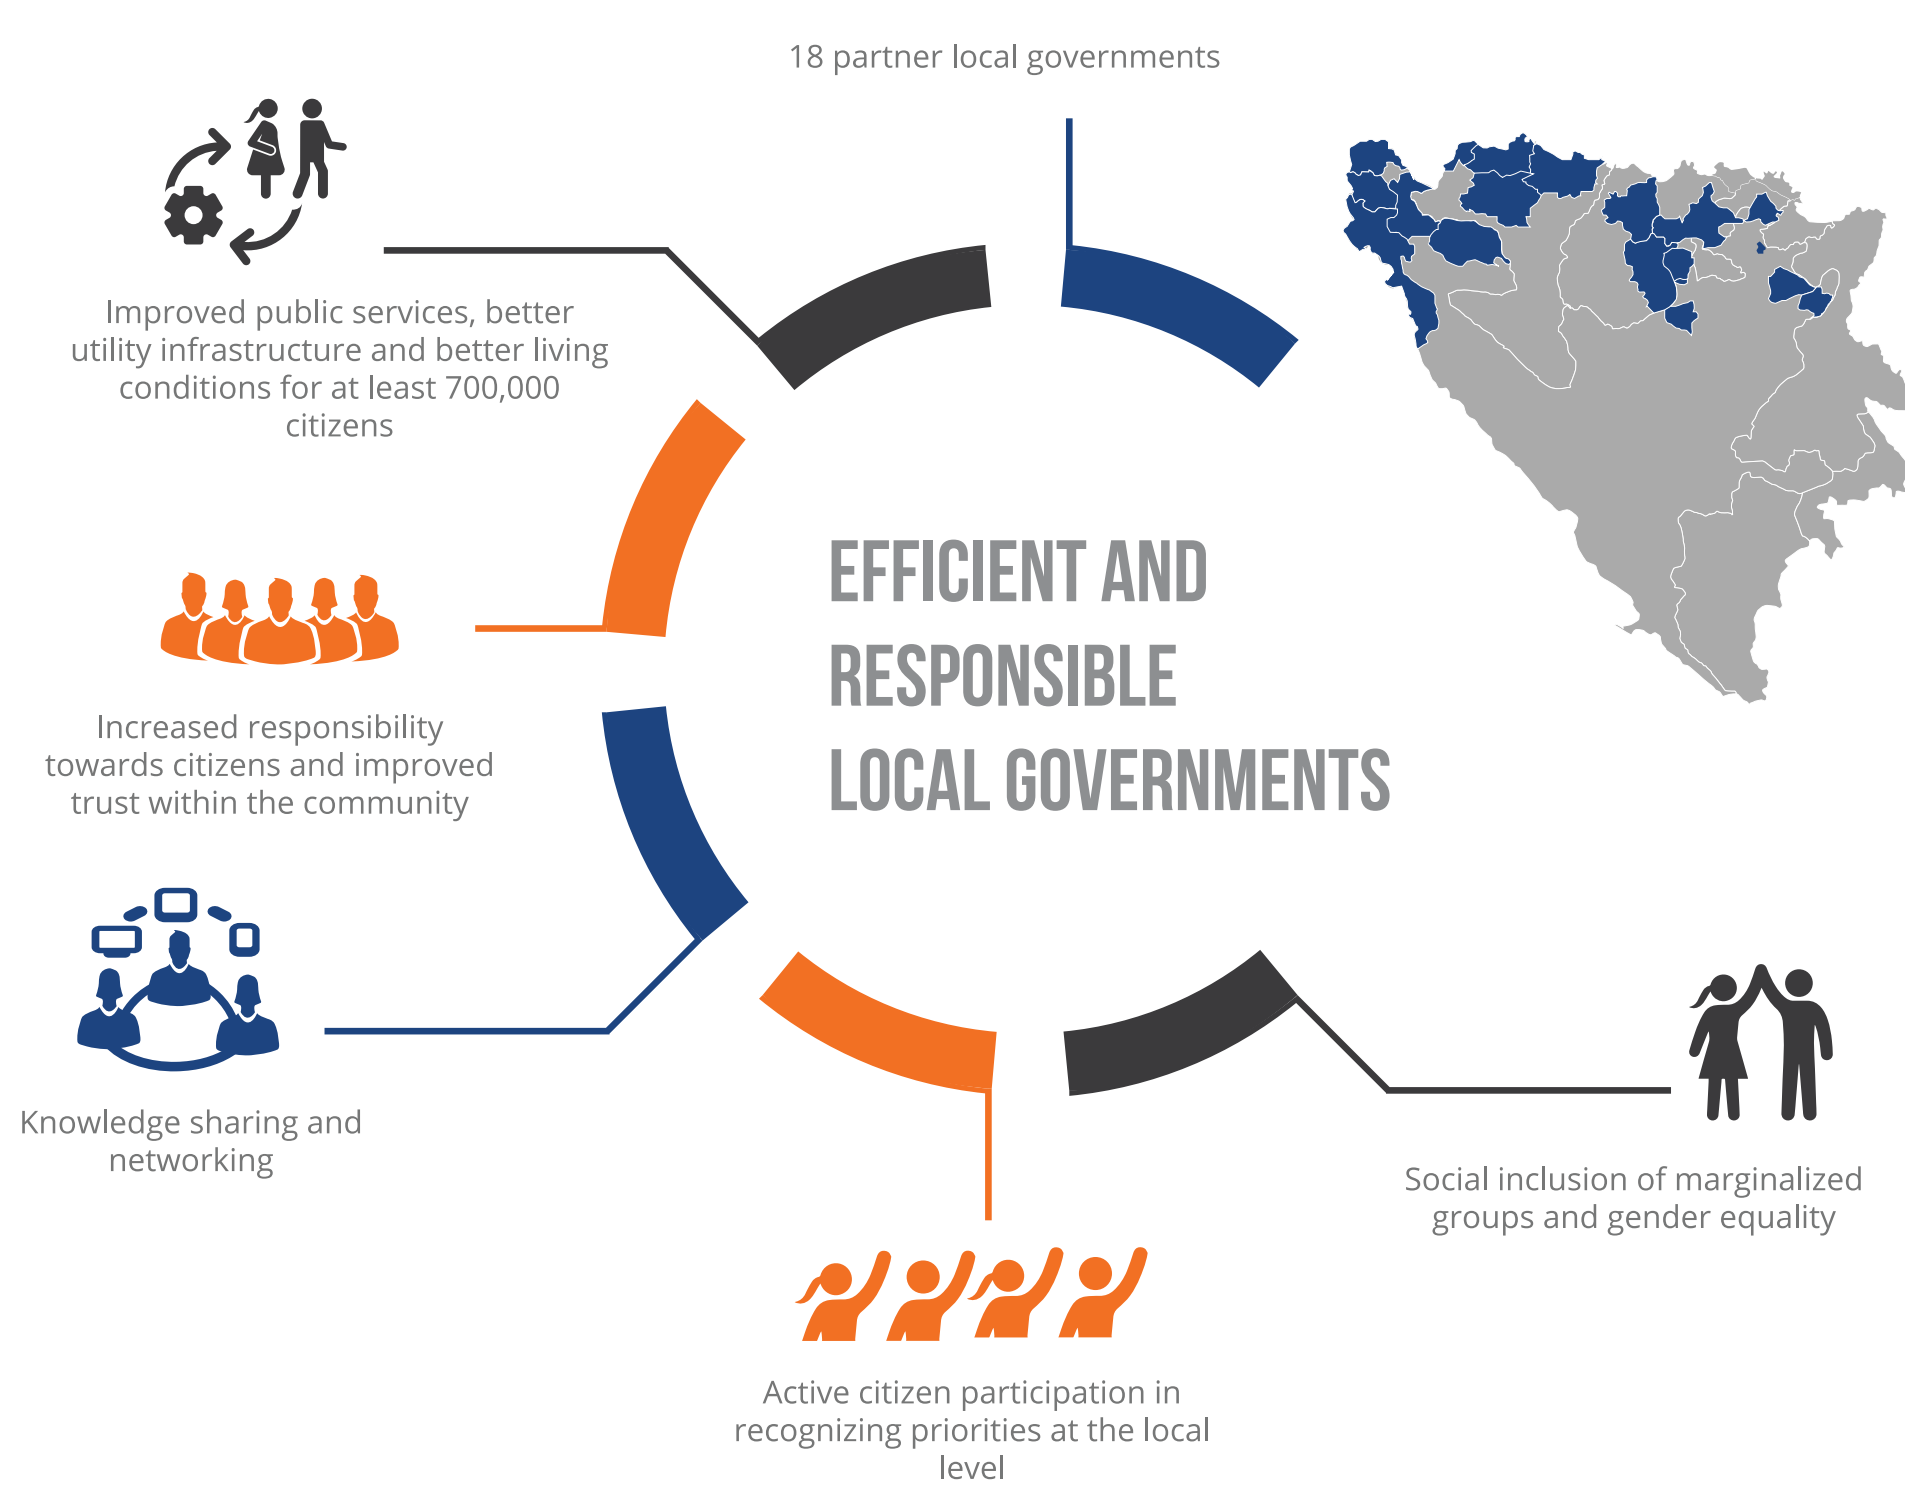 18 partner local governments
Improved public services, better
utility infrastructure and better living
conditions for at least 700,000
citizens
EFFICIENT AND
RESPONSIBLE
LOCAL GOVERNMENTS
Increased responsibility
towards citizens and improved
trust within the community
Knowledge sharing and
networking
Social inclusion of marginalized
groups and gender equality
Active citizen participation in
recognizing priorities at the local
level